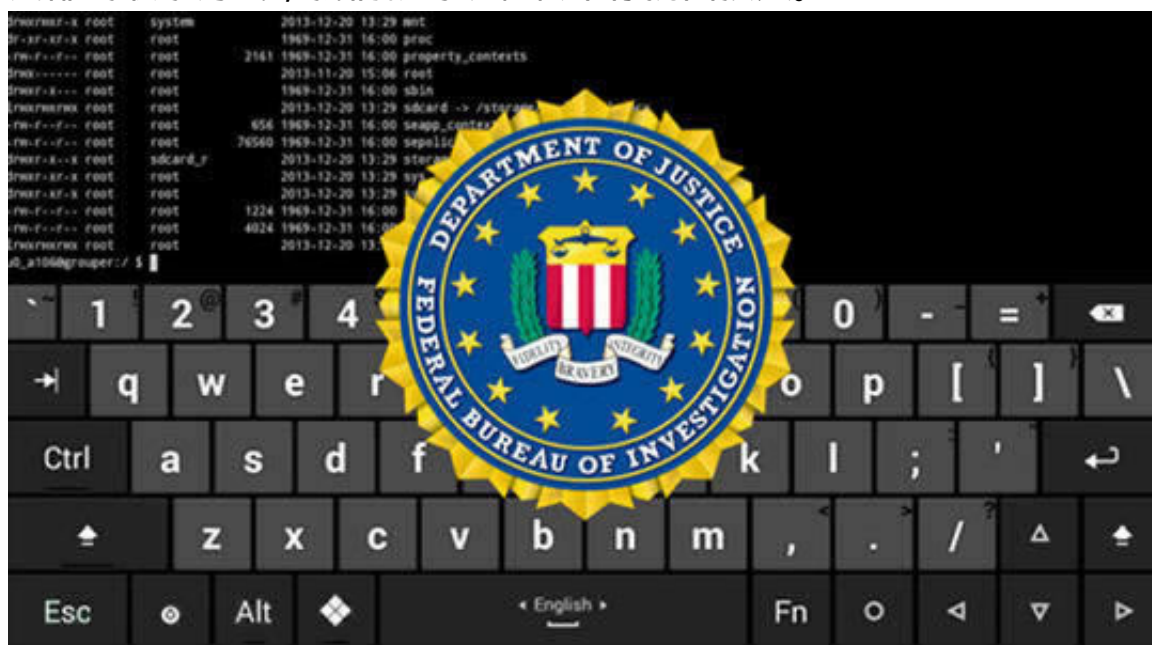 drwxrwxr-x root system 2013-12-20 13:29 mnt
dr-xr-xr-x root root 1969-12-31 16:00 proc
-rw-r--r-- root root 2161 1969-12-31 16:00 property_contexts
drwx------ root root 2013-11-20 15:06 root
drwxr-x--- root root 1969-12-31 16:00 sbin
lrwxrwxrwx root root 2013-12-20 13:29 sdcard ->
-rw-r--r-- root root 656 1969-12-31 16:00
-rw-r--r-- root root 76560 1969-12-31 16:00
drwxr-x--x root sdcard_r 2013-12-20 13:29
drwxr-xr-x root root 2013-12-20 13:29
drwxr-xr-x root root 2013-12-20 13:29
-rw-r--r-- root root 1224 1969-12-31 16:00
-rw-r--r-- root root 4024 1969-12-31 16:00
lrwxrwxrwx root root 2013-12-20
u0_a106@grouper:/ $
DEPARTMENT OF JUSTICE
FEDERAL BUREAU OF INVESTIGATION
FIDELITY BRAVERY INTEGRITY
` ~ 1 ! 2 @ 3 # 4 0 ) - _ = +
q w e r o p [ { ] } \
Ctrl a s d f k l ; : ' "
z x c v b n m , < . > / ?
Esc Alt English Fn